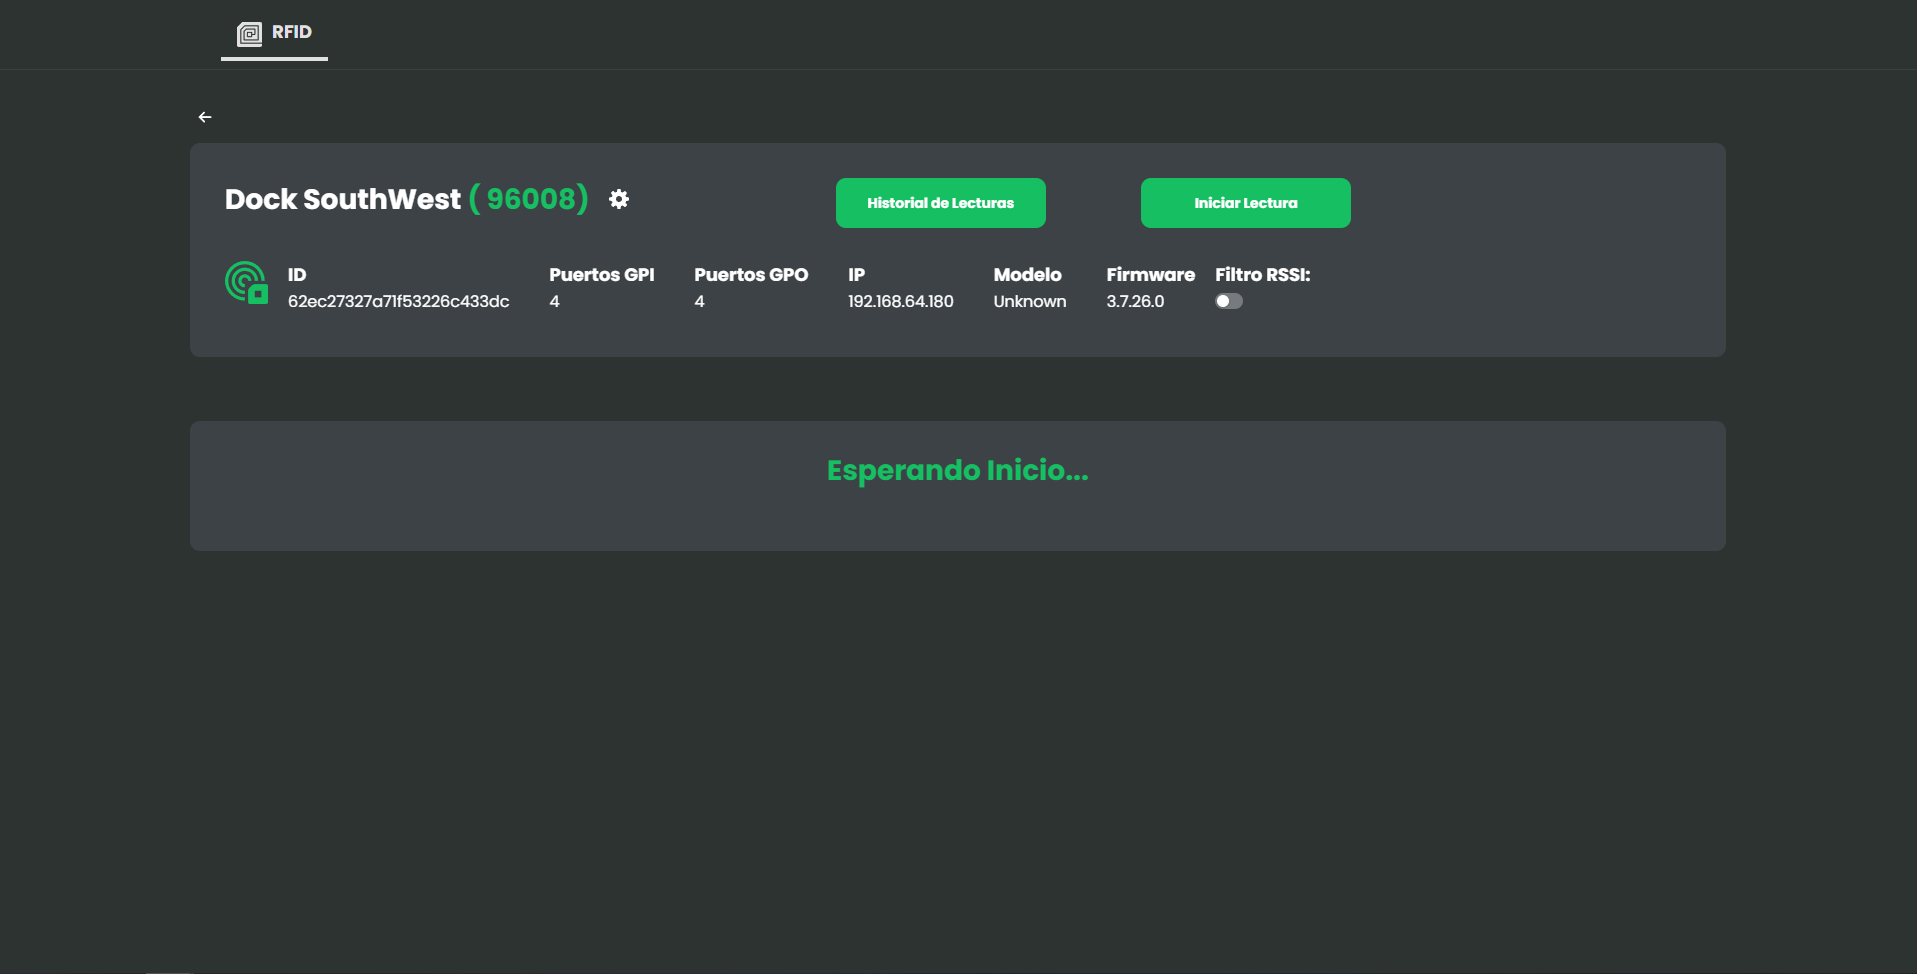 RFID
Dock SouthWest ( 96008)
Historial de Lecturas
Iniciar Lectura
ID
62ec27327a71f53226c433dc
Puertos GPI
4
Puertos GPO
4
IP
192.168.64.180
Modelo
Unknown
Firmware
3.7.26.0
Filtro RSSI:
Esperando Inicio...